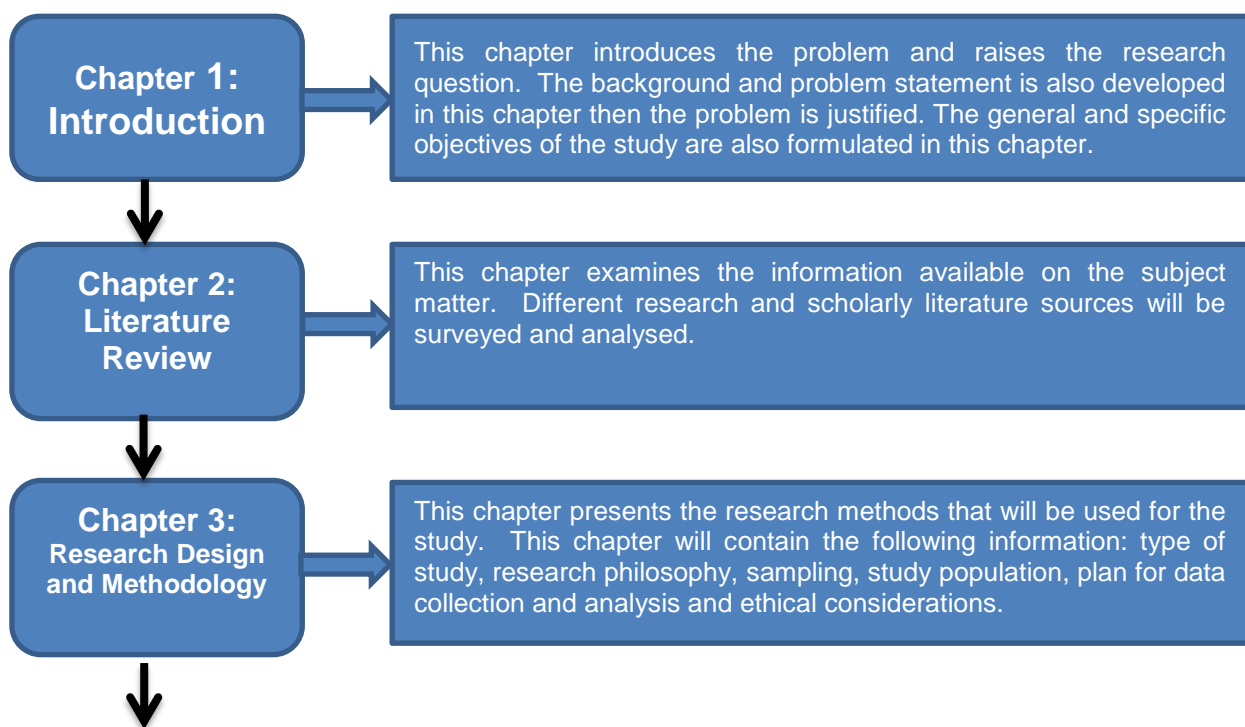 Chapter 1:
Introduction
This chapter introduces the problem and raises the research
question. The background and problem statement is also developed
in this chapter then the problem is justified. The general and specific
objectives of the study are also formulated in this chapter.
Chapter 2:
Literature
Review
This chapter examines the information available on the subject
matter. Different research and scholarly literature sources will be
surveyed and analysed.
Chapter 3:
Research Design
and Methodology
This chapter presents the research methods that will be used for the
study. This chapter will contain the following information: type of
study, research philosophy, sampling, study population, plan for data
collection and analysis and ethical considerations.